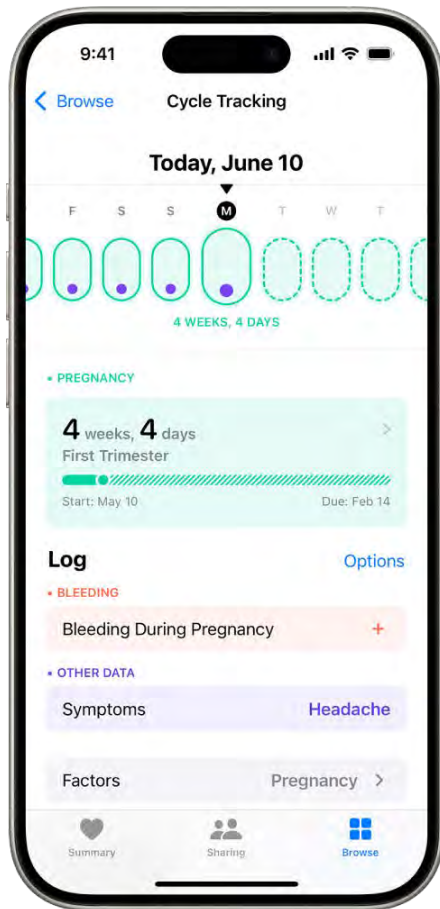 9:41
Browse
Cycle Tracking
Today, June 10
F S S M T W T
4 WEEKS, 4 DAYS
• PREGNANCY
4 weeks, 4 days
First Trimester
Start: May 10 Due: Feb 14
Log Options
• BLEEDING
Bleeding During Pregnancy +
• OTHER DATA
Symptoms Headache
Factors Pregnancy
Summary Sharing Browse